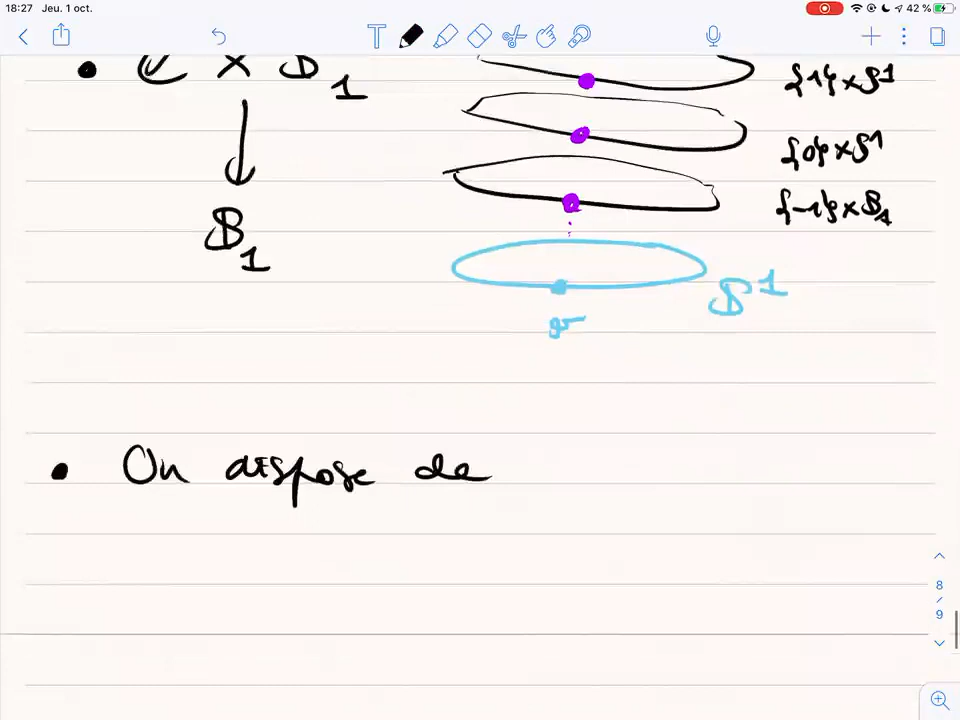 18:27 Jeu. 1 oct. 42 %
T
× S₁
{1}×S¹
{0}×S¹
{-1}×S₁
S₁
S¹
x
• On dispose de
8
/
9